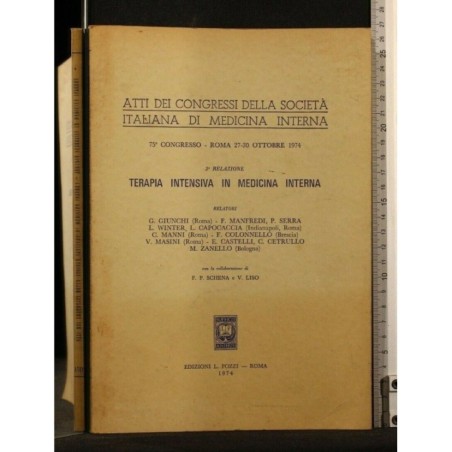 ATTI DEI CONGRESSI DELLA SOCIETÀ
ITALIANA DI MEDICINA INTERNA
75° CONGRESSO - ROMA 27-30 OTTOBRE 1974
2ª RELAZIONE
TERAPIA INTENSIVA IN MEDICINA INTERNA
RELATORI
G. GIUNCHI (Roma) - F. MANFREDI, P. SERRA
L. WINTER, L. CAPOCACCIA (Roma)
C. MANNI (Roma) - F. COLONNELLO (Brescia)
V. MASINI (Roma) - E. CASTELLI, C. CETRULLO
M. ZANELLO (Bologna)
con la collaborazione di
F. P. SCHENA e V. LISO
EDIZIONI L. POZZI — ROMA
1974